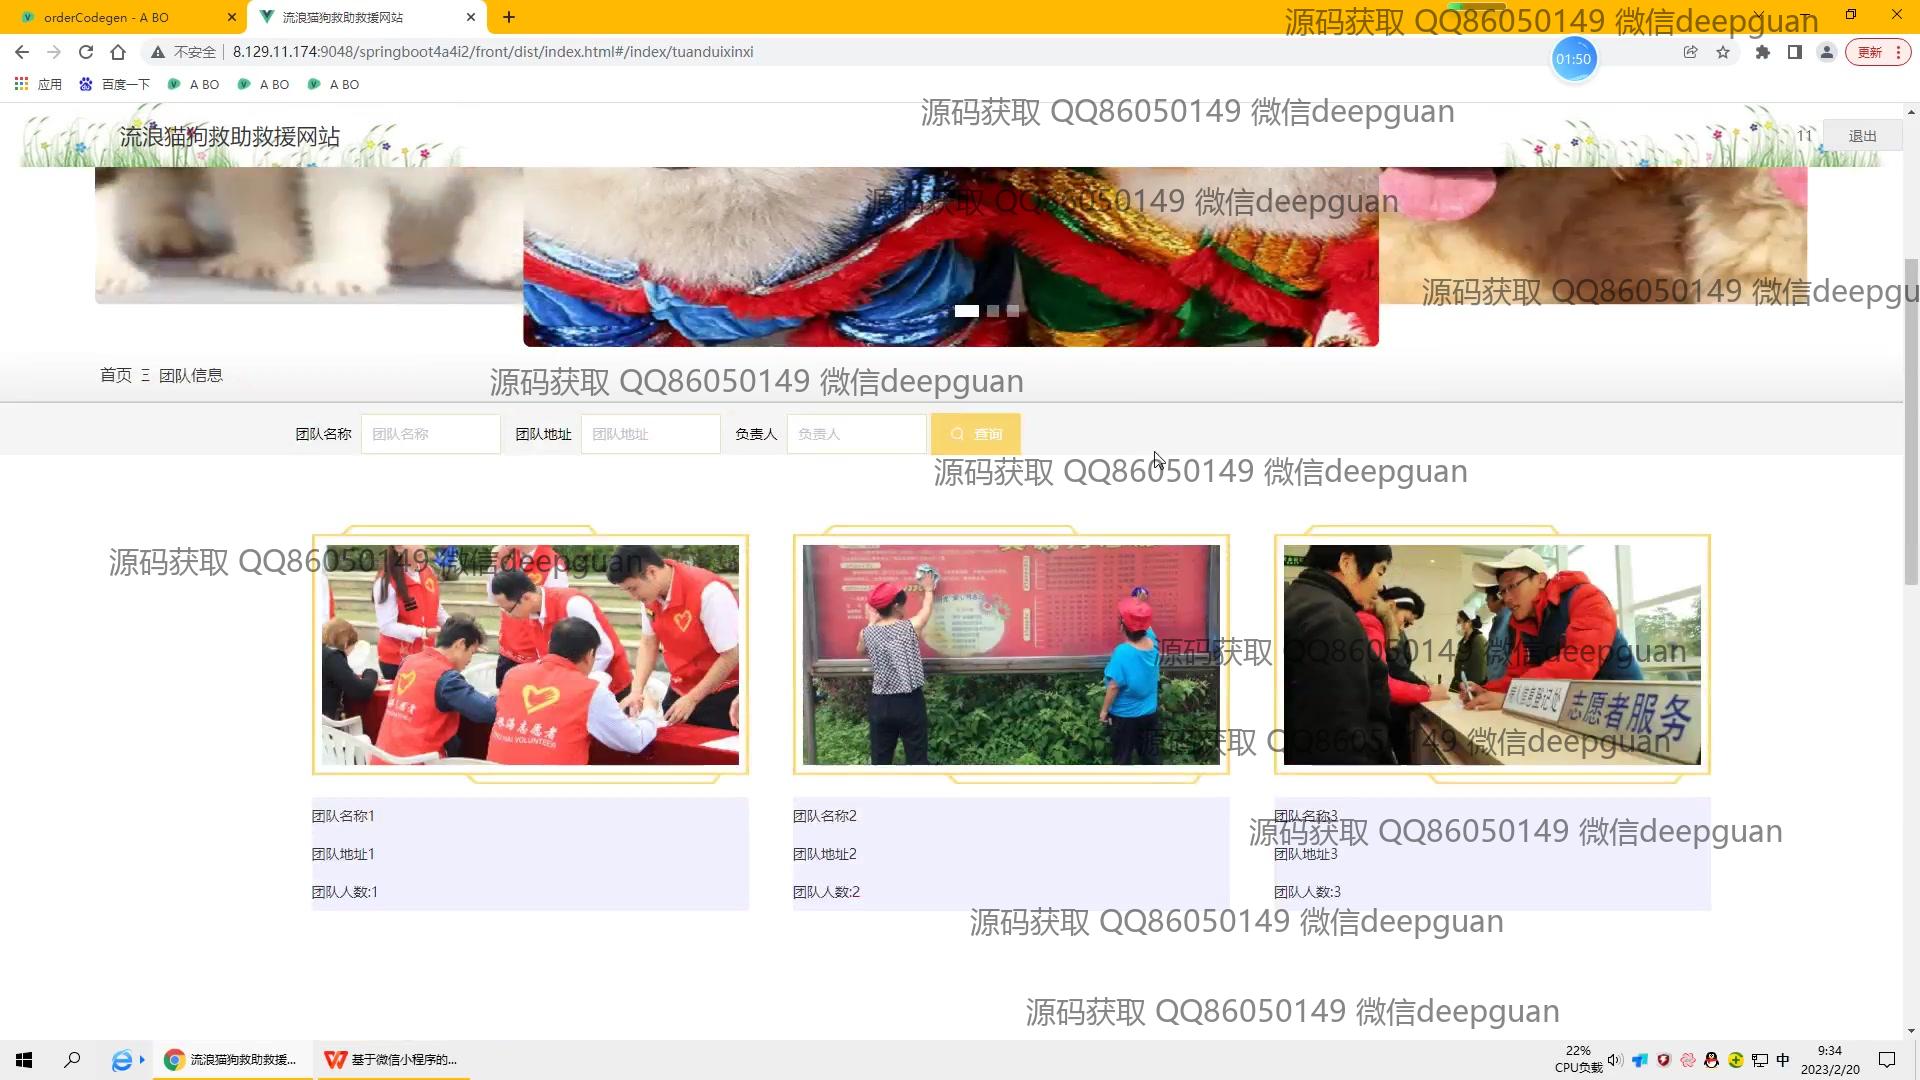 orderCodegen - A BO
流浪猫狗救助救援网站
源码获取 QQ86050149 微信deepguan
不安全
8.129.11.174:9048/springboot4a4i2/front/dist/index.html#/index/tuanduixinxi
01:50
更新
应用
百度一下
A BO
A BO
A BO
源码获取 QQ86050149 微信deepguan
流浪猫狗救助救援网站
11
退出
源码获取 QQ86050149 微信deepguan
源码获取 QQ86050149 微信deepgu
首页 Ξ 团队信息
源码获取 QQ86050149 微信deepguan
团队名称 团队名称 团队地址 团队地址 负责人 负责人 查询
源码获取 QQ86050149 微信deepguan
源码获取 QQ86050149 微信deepguan
源码获取 QQ86050149 微信deepguan
志愿者服务
源码获取 QQ86050149 微信deepguan
团队名称1
团队地址1
团队人数:1
团队名称2
团队地址2
团队人数:2
团队名称3
团队地址3
团队人数:3
源码获取 QQ86050149 微信deepguan
源码获取 QQ86050149 微信deepguan
源码获取 QQ86050149 微信deepguan
流浪猫狗救助救援...
基于微信小程序的...
22%
CPU负载
中
9:34
2023/2/20